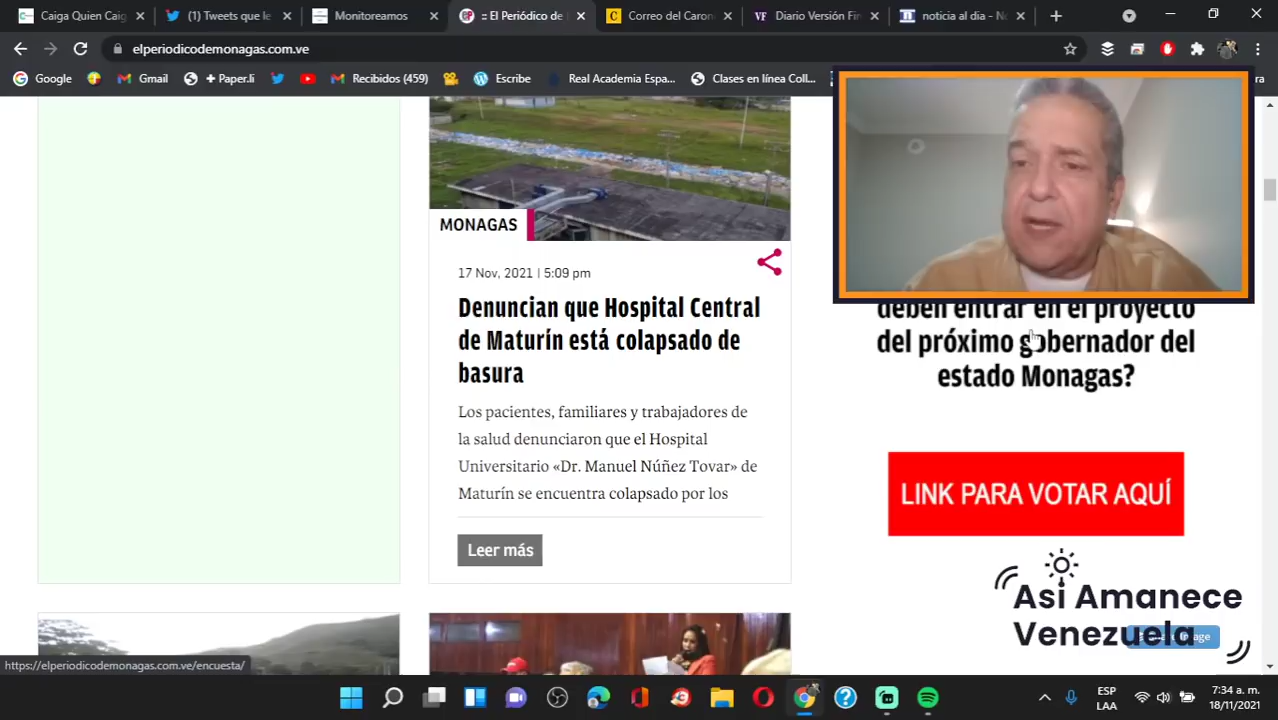 Caiga Quien Caig
(1) Tweets que le
Monitoreamos
:: El Periódico de
Correo del Caron
Diario Versión Fin
noticia al dia - No
elperiodicodemonagas.com.ve
Google
Gmail
+ Paper.li
Recibidos (459)
Escribe
Real Academia Espa...
Clases en línea Coll...
MONAGAS
17 Nov, 2021 | 5:09 pm
Denuncian que Hospital Central
de Maturín está colapsado de
basura
Los pacientes, familiares y trabajadores de
la salud denunciaron que el Hospital
Universitario «Dr. Manuel Núñez Tovar» de
Maturín se encuentra colapsado por los
Leer más
deben entrar en el proyecto
del próximo gobernador del
estado Monagas?
LINK PARA VOTAR AQUÍ
Asi Amanece
Venezuela
https://elperiodicodemonagas.com.ve/encuesta/
ESP
LAA
7:34 a. m.
18/11/2021